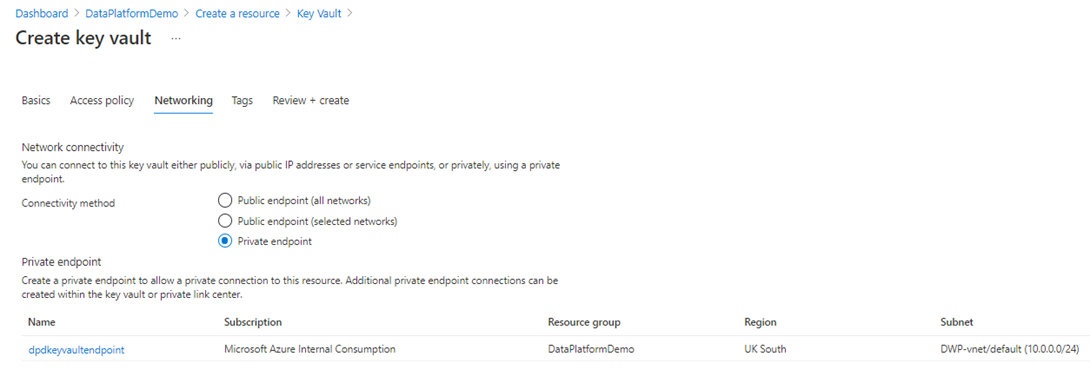 Dashboard > DataPlatformDemo > Create a resource > Key Vault >
Create key vault ...
Basics Access policy Networking Tags Review + create
Network connectivity
You can connect to this key vault either publicly, via public IP addresses or service endpoints, or privately, using a private
endpoint.
Connectivity method
Public endpoint (all networks)
Public endpoint (selected networks)
Private endpoint
Private endpoint
Create a private endpoint to allow a private connection to this resource. Additional private endpoint connections can be
created within the key vault or private link center.
Name Subscription Resource group Region Subnet
dpdkeyvaultendpoint Microsoft Azure Internal Consumption DataPlatformDemo UK South DWP-vnet/default (10.0.0.0/24)